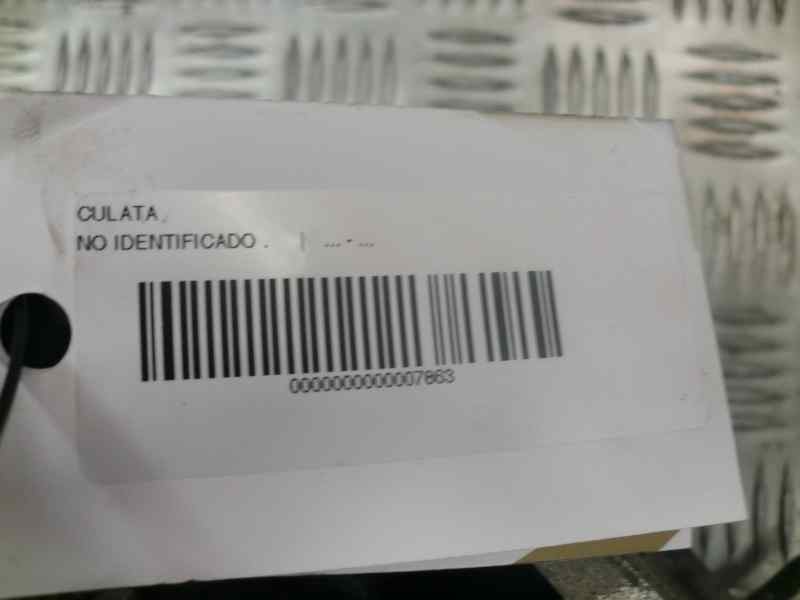 CULATA.
NO IDENTIFICADO . | ... - ...
0000000000007863